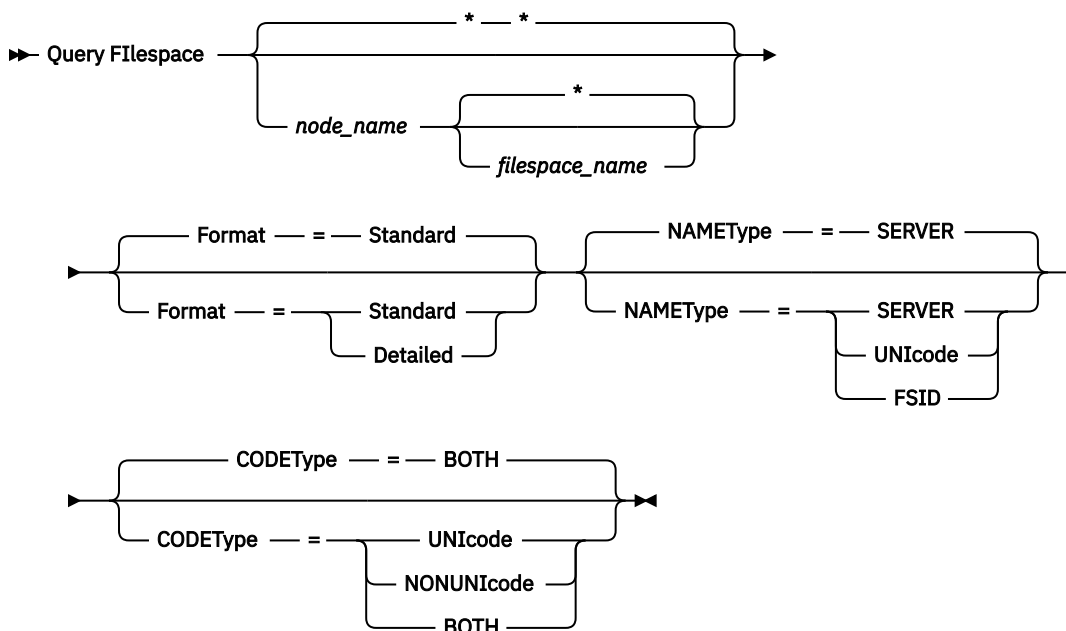 * *
Query FIlespace
*
node_name
filespace_name
Format = Standard
NAMEType = SERVER
Format = Standard
NAMEType = SERVER
Detailed
UNIcode
FSID
CODEType = BOTH
CODEType = UNIcode
NONUNIcode
BOTH